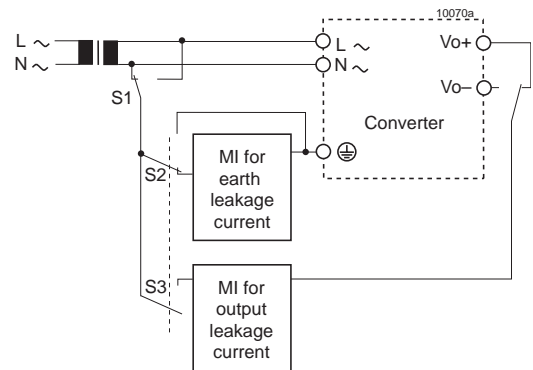 10070a
L ∼
N ∼
L ∼
N ∼
Vo+
Vo–
Converter
S1
S2
MI for
earth
leakage
current
S3
MI for
output
leakage
current